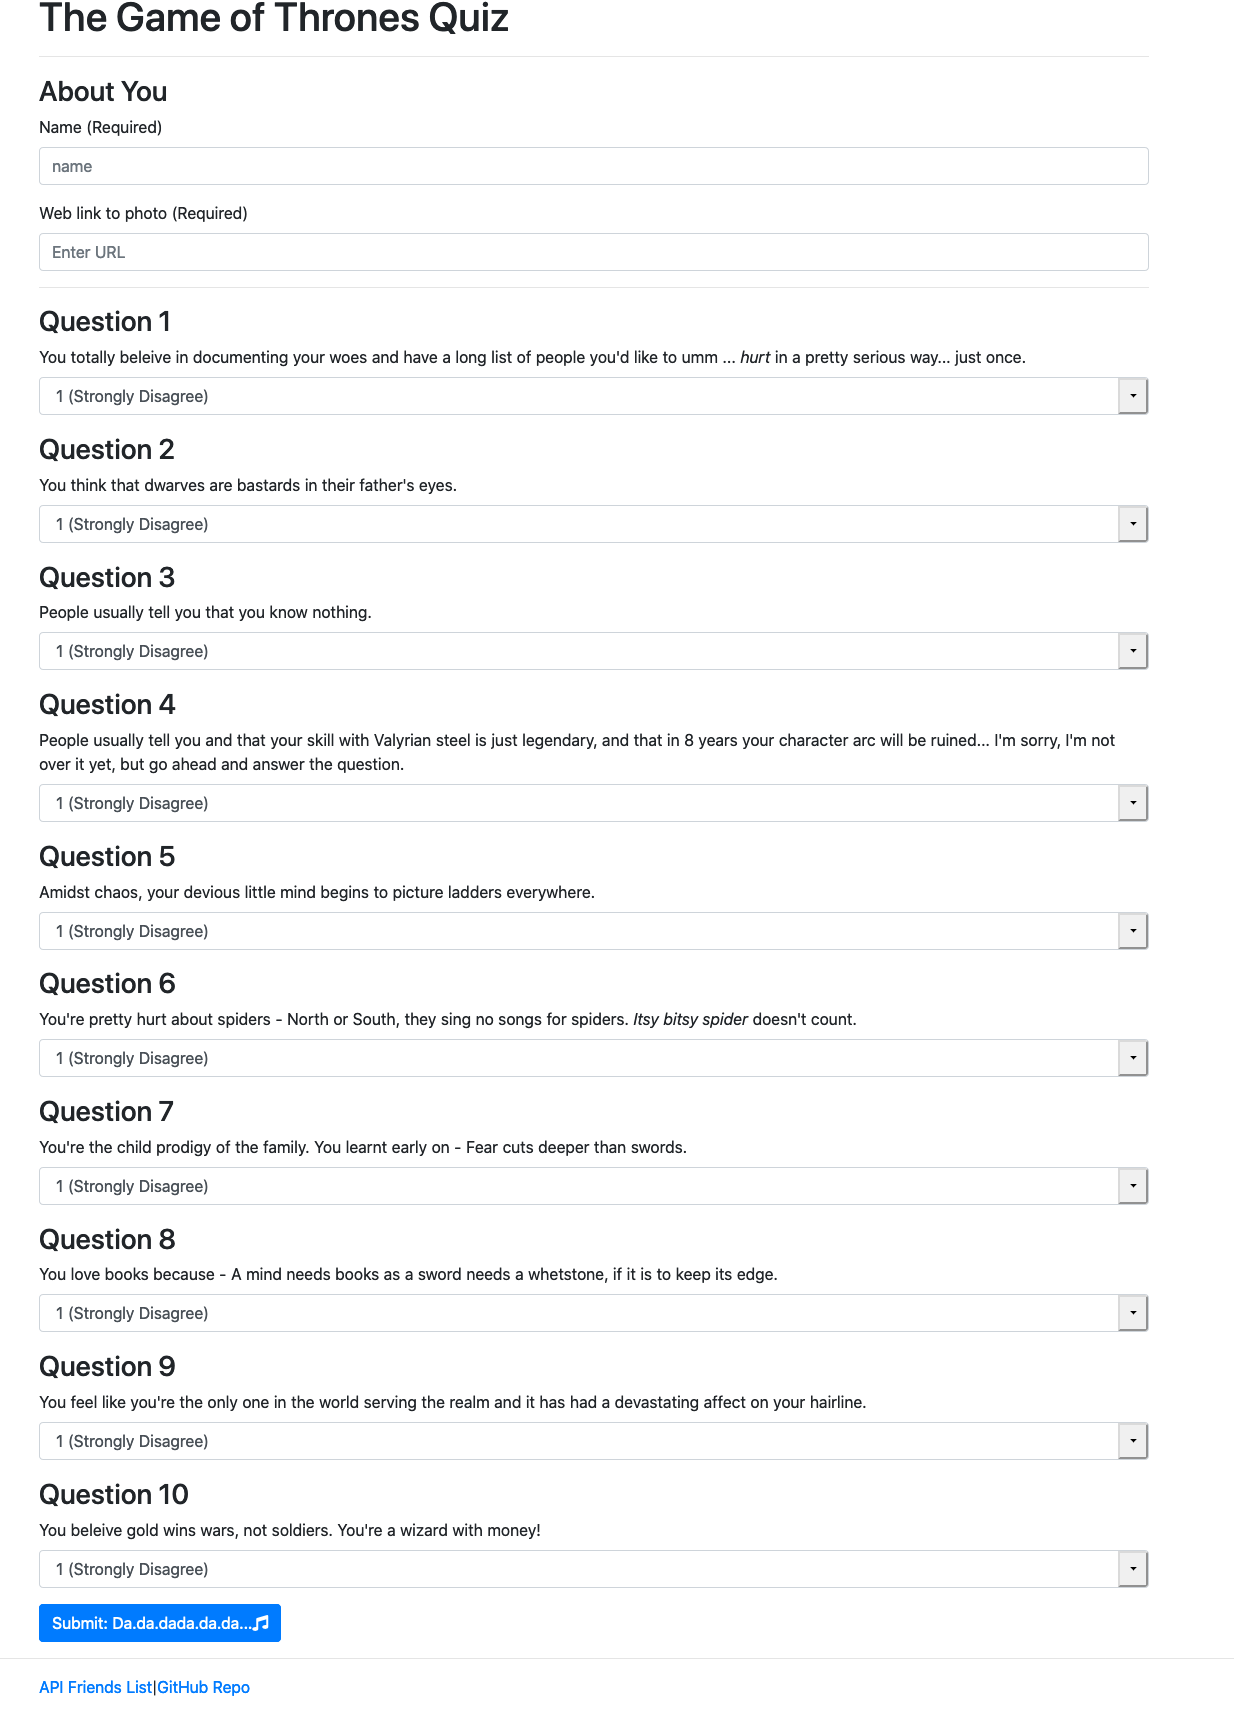 The Game of Thrones Quiz
About You
Name (Required)
name
Web link to photo (Required)
Enter URL
Question 1
You totally beleive in documenting your woes and have a long list of people you'd like to umm ... hurt in a pretty serious way... just once.
1 (Strongly Disagree)
Question 2
You think that dwarves are bastards in their father's eyes.
1 (Strongly Disagree)
Question 3
People usually tell you that you know nothing.
1 (Strongly Disagree)
Question 4
People usually tell you and that your skill with Valyrian steel is just legendary, and that in 8 years your character arc will be ruined... I'm sorry, I'm not
over it yet, but go ahead and answer the question.
1 (Strongly Disagree)
Question 5
Amidst chaos, your devious little mind begins to picture ladders everywhere.
1 (Strongly Disagree)
Question 6
You're pretty hurt about spiders - North or South, they sing no songs for spiders. Itsy bitsy spider doesn't count.
1 (Strongly Disagree)
Question 7
You're the child prodigy of the family. You learnt early on - Fear cuts deeper than swords.
1 (Strongly Disagree)
Question 8
You love books because - A mind needs books as a sword needs a whetstone, if it is to keep its edge.
1 (Strongly Disagree)
Question 9
You feel like you're the only one in the world serving the realm and it has had a devastating affect on your hairline.
1 (Strongly Disagree)
Question 10
You beleive gold wins wars, not soldiers. You're a wizard with money!
1 (Strongly Disagree)
Submit: Da.da.dada.da.da...
API Friends List|GitHub Repo